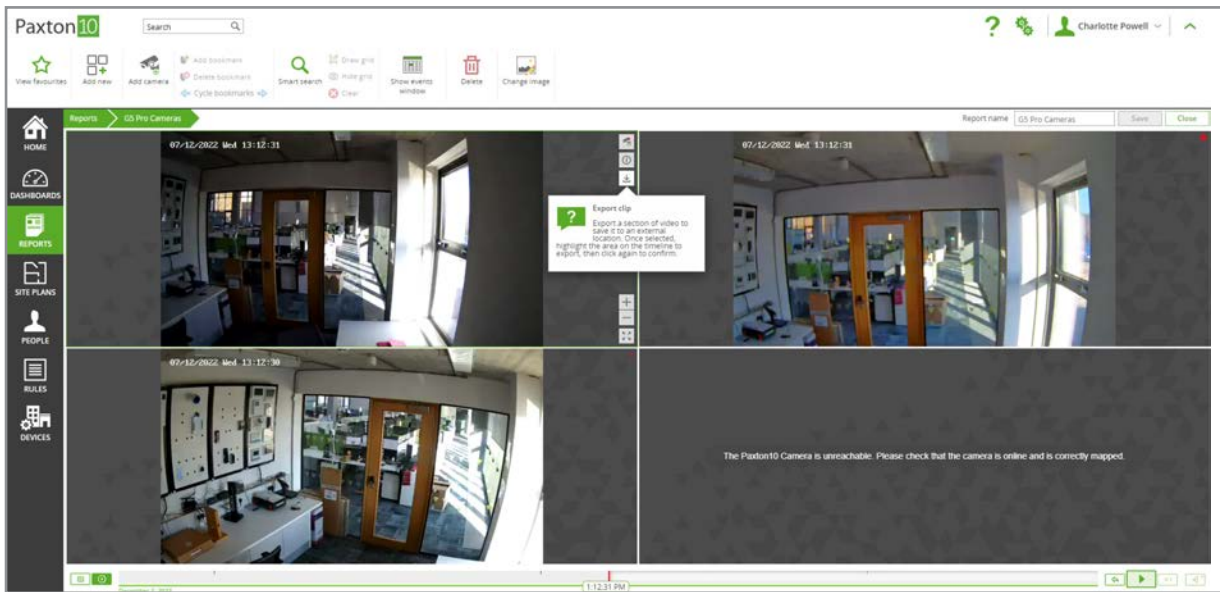 Paxton10
Search
Charlotte Powell
View favourites
Add new
Add camera
Add bookmark
Delete bookmark
Cycle bookmarks
Smart search
Draw grid
Hide grid
Clear
Show events
window
Delete
Change image
HOME
DASHBOARDS
REPORTS
SITE PLANS
PEOPLE
RULES
DEVICES
Reports
G5 Pro Cameras
Report name
G5 Pro Cameras
Save
Close
07/12/2022 Wed 13:12:31
07/12/2022 Wed 13:12:31
Export clip
Export a section of video to
save it to an external
location. Once selected,
highlight the area on the timeline to
export, then click again to confirm.
07/12/2022 Wed 13:12:30
The Paxton10 Camera is unreachable. Please check that the camera is online and is correctly mapped.
1:12:31 PM